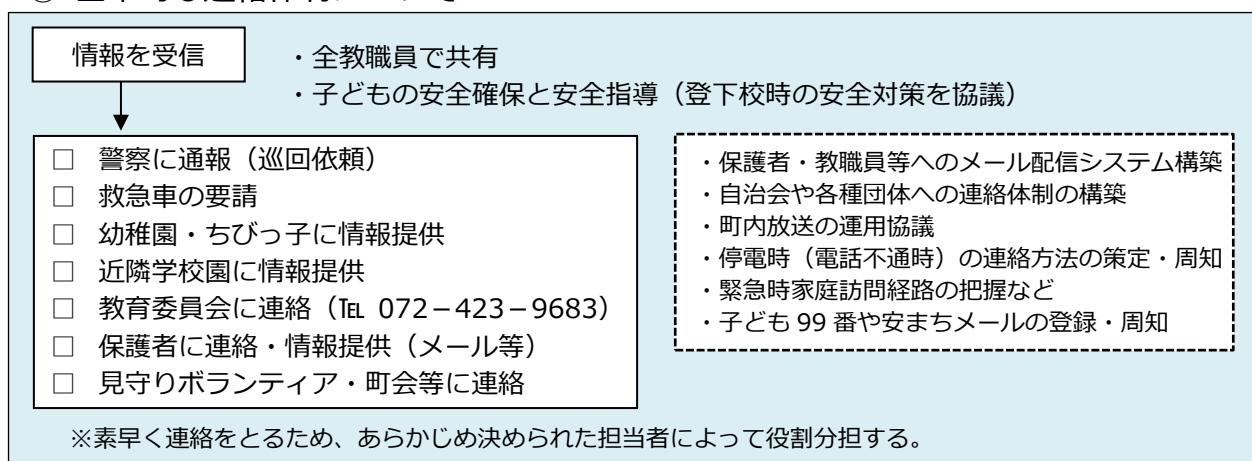 情報を受信
・全教職員で共有
・子どもの安全確保と安全指導（登下校時の安全対策を協議）
□ 警察に通報（巡回依頼）
□ 救急車の要請
□ 幼稚園・ちびっ子に情報提供
□ 近隣学校園に情報提供
□ 教育委員会に連絡（℡ 072－423－9683）
□ 保護者に連絡・情報提供（メール等）
□ 見守りボランティア・町会等に連絡
・保護者・教職員等へのメール配信システム構築
・自治会や各種団体への連絡体制の構築
・町内放送の運用協議
・停電時（電話不通時）の連絡方法の策定・周知
・緊急時家庭訪問経路の把握など
・子ども 99 番や安まちメールの登録・周知
※素早く連絡をとるため、あらかじめ決められた担当者によって役割分担する。